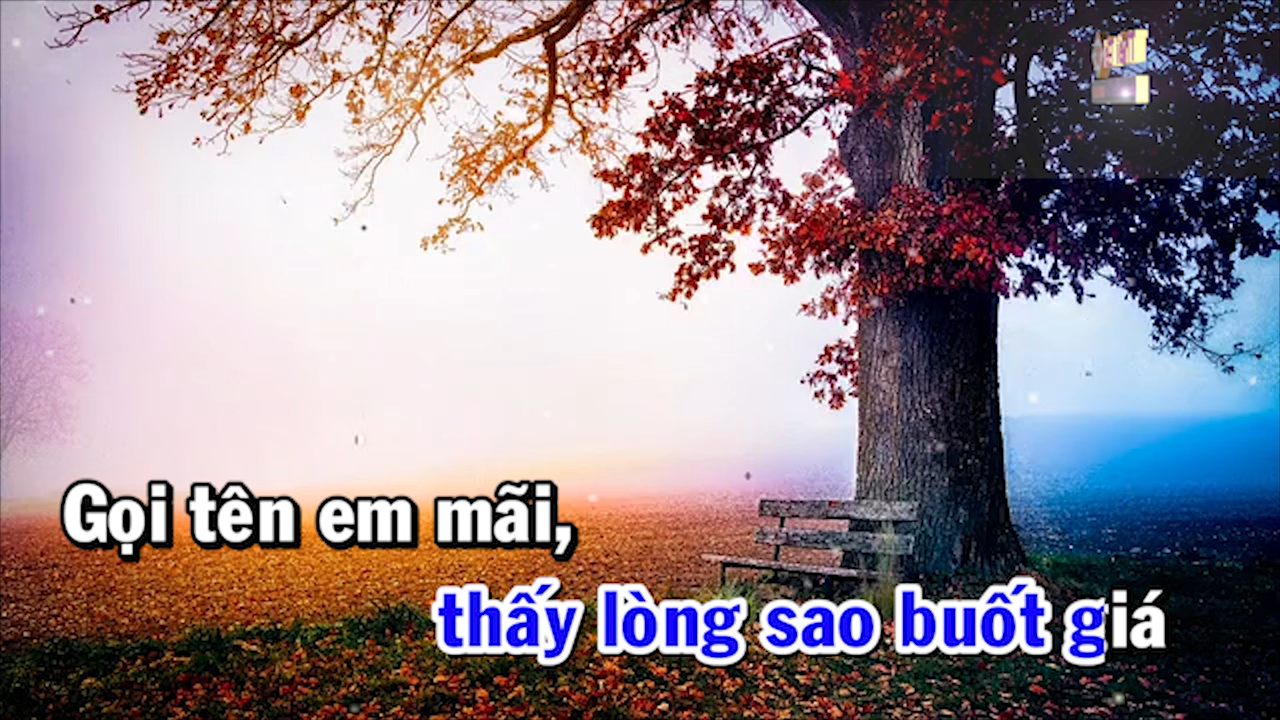 Gọi tên em mãi,
thấy lòng sao buốt giá